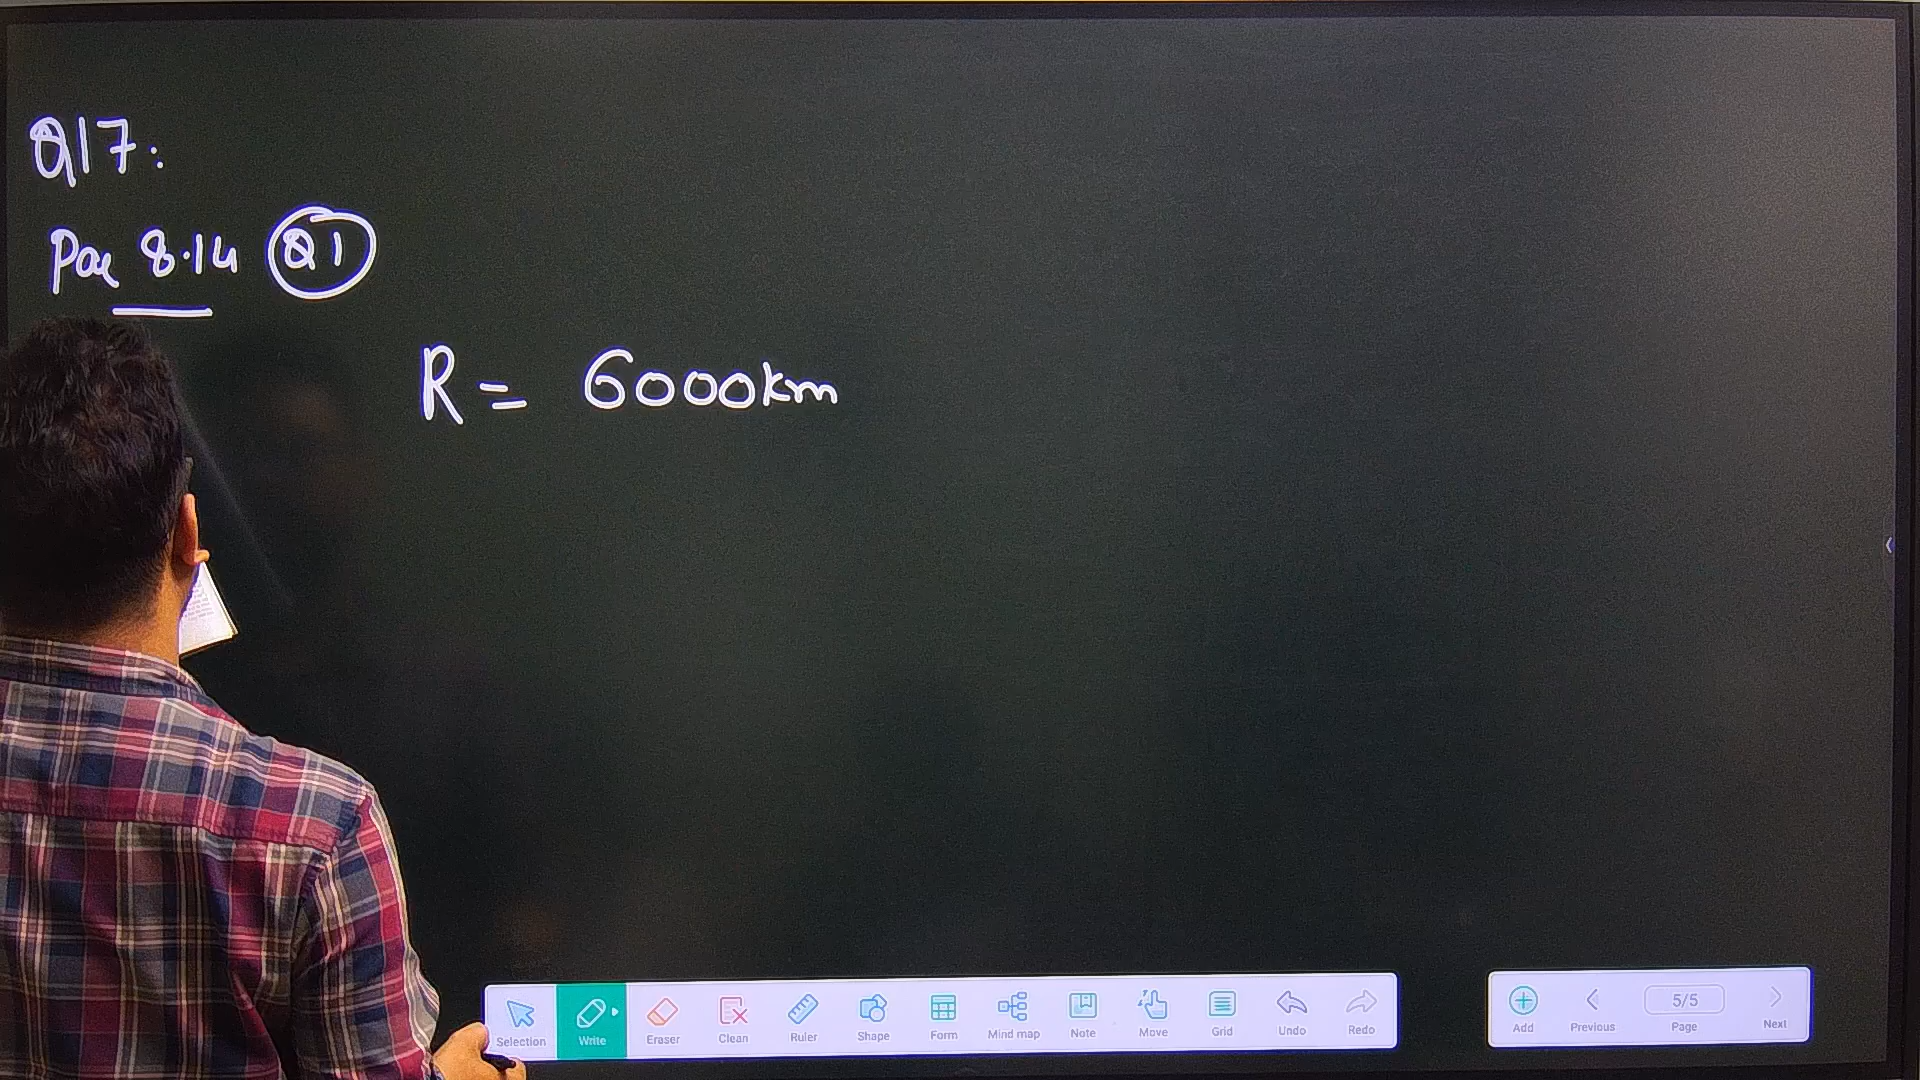 Q17:
Par 8.14 Q1
R = 6000km
Selection Write Eraser Clean Ruler Shape Form Mind map Note Move Grid Undo Redo
5/5
Add Previous Page Next